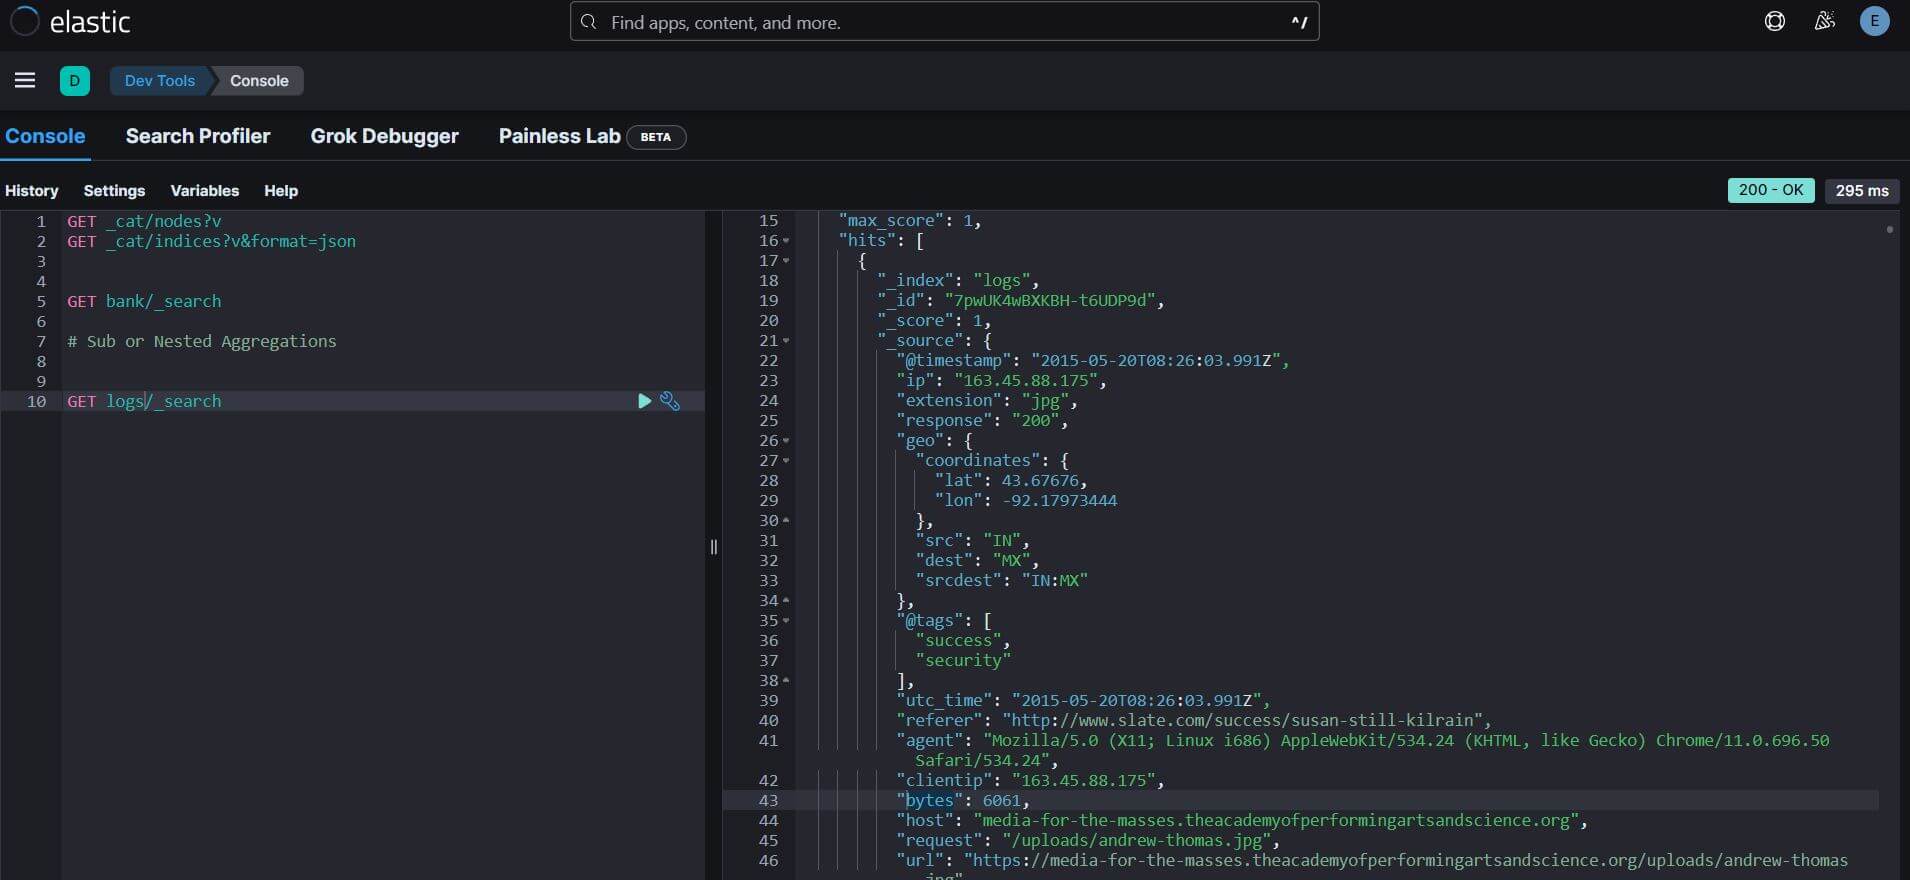 elastic
Find apps, content, and more.
^/
E
D
Dev Tools
Console
Console
Search Profiler
Grok Debugger
Painless Lab
BETA
History
Settings
Variables
Help
200 - OK
295 ms
1 GET _cat/nodes?v
2 GET _cat/indices?v&format=json
3
4
5 GET bank/_search
6
7 # Sub or Nested Aggregations
8
9
10 GET logs/_search
15 "max_score": 1,
16 "hits": [
17 {
18 "_index": "logs",
19 "_id": "7pwUK4wBXKBH-t6UDP9d",
20 "_score": 1,
21 "_source": {
22 "@timestamp": "2015-05-20T08:26:03.991Z",
23 "ip": "163.45.88.175",
24 "extension": "jpg",
25 "response": "200",
26 "geo": {
27 "coordinates": {
28 "lat": 43.67676,
29 "lon": -92.17973444
30 },
31 "src": "IN",
32 "dest": "MX",
33 "srcdest": "IN:MX"
34 },
35 "@tags": [
36 "success",
37 "security"
38 ],
39 "utc_time": "2015-05-20T08:26:03.991Z",
40 "referer": "http://www.slate.com/success/susan-still-kilrain",
41 "agent": "Mozilla/5.0 (X11; Linux i686) AppleWebKit/534.24 (KHTML, like Gecko) Chrome/11.0.696.50
Safari/534.24",
42 "clientip": "163.45.88.175",
43 "bytes": 6061,
44 "host": "media-for-the-masses.theacademyofperformingartsandscience.org",
45 "request": "/uploads/andrew-thomas.jpg",
46 "url": "https://media-for-the-masses.theacademyofperformingartsandscience.org/uploads/andrew-thomas